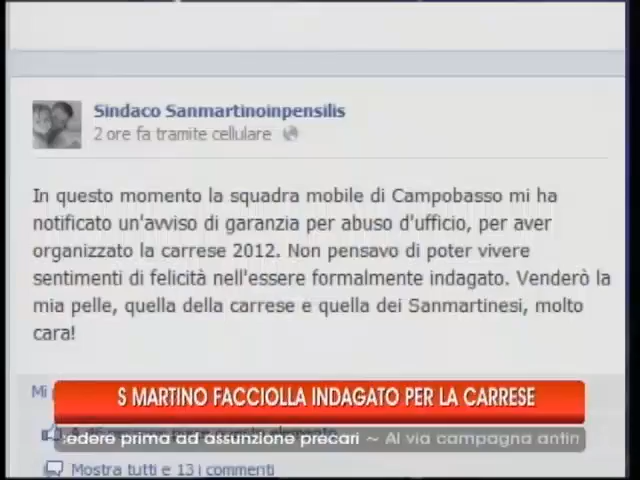 Sindaco Sanmartinoinpensilis
2 ore fa tramite cellulare
In questo momento la squadra mobile di Campobasso mi ha
notificato un'avviso di garanzia per abuso d'ufficio, per aver
organizzato la carrese 2012. Non pensavo di poter vivere
sentimenti di felicità nell'essere formalmente indagato. Venderò la
mia pelle, quella della carrese e quella dei Sanmartinesi, molto
cara!
Mi
S MARTINO FACCIOLLA INDAGATO PER LA CARRESE
edere prima ad assunzione precari ~ Al via campagna antin
Mostra tutti e 13 i commenti